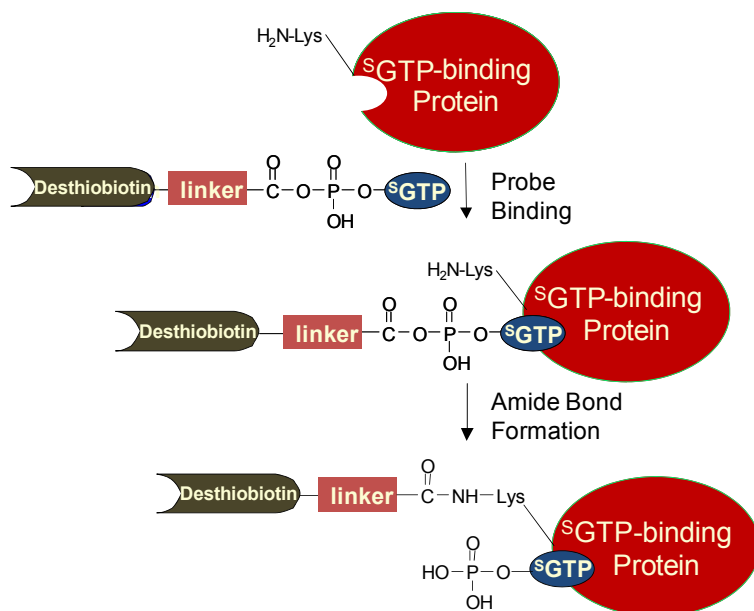 H₂N-Lys
ˢGTP-binding
Protein
Desthiobiotin
linker
O
C
O
O
P
OH
O
ˢGTP
Probe
Binding
H₂N-Lys
ˢGTP-binding
Protein
Desthiobiotin
linker
O
C
O
O
P
OH
O
ˢGTP
Amide Bond
Formation
Desthiobiotin
linker
O
C
NH
Lys
ˢGTP-binding
Protein
O
HO
P
O
OH
ˢGTP